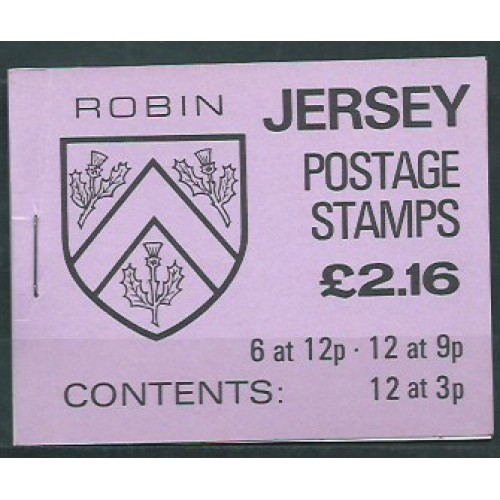 ROBIN
JERSEY
POSTAGE
STAMPS
£2.16
6 at 12p · 12 at 9p
CONTENTS: 12 at 3p